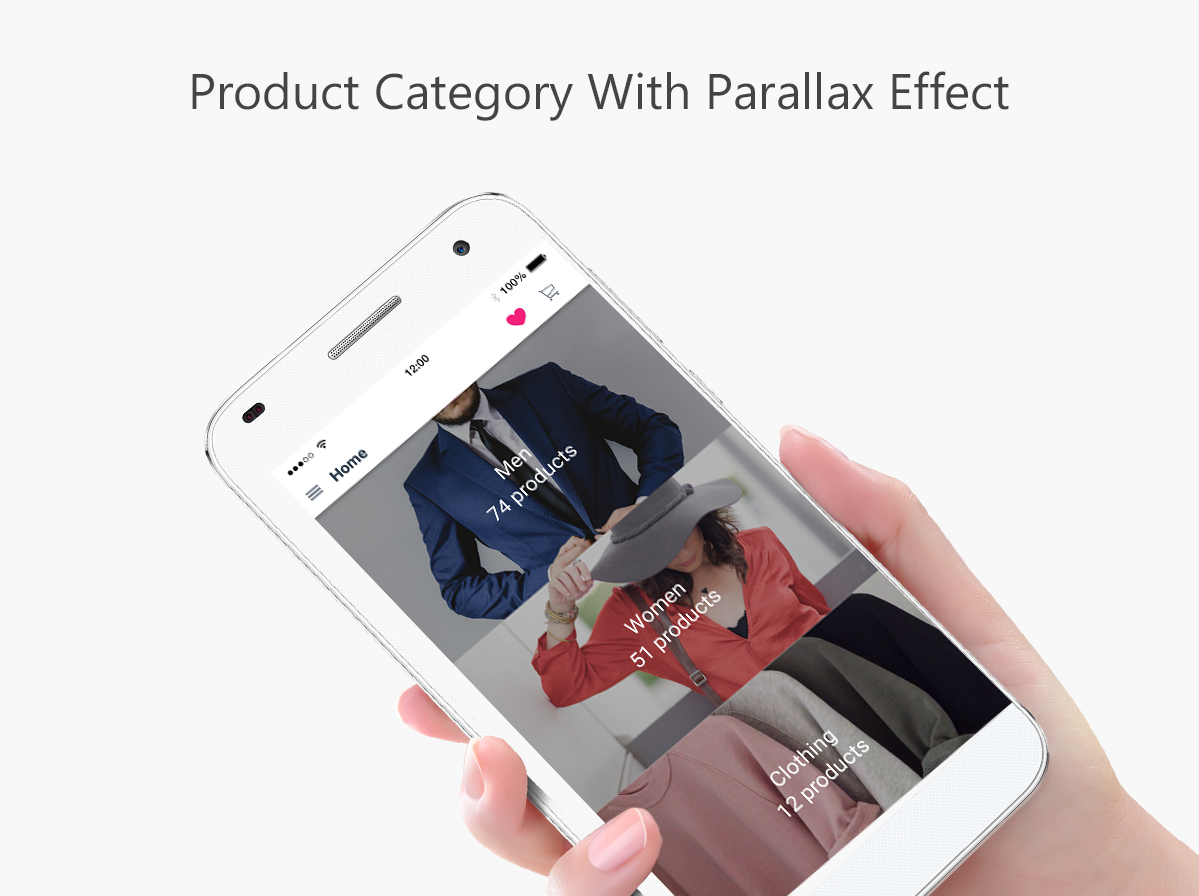 Product Category With Parallax Effect
100%
12:00
Home
Men
74 products
Women
51 products
Clothing
12 products